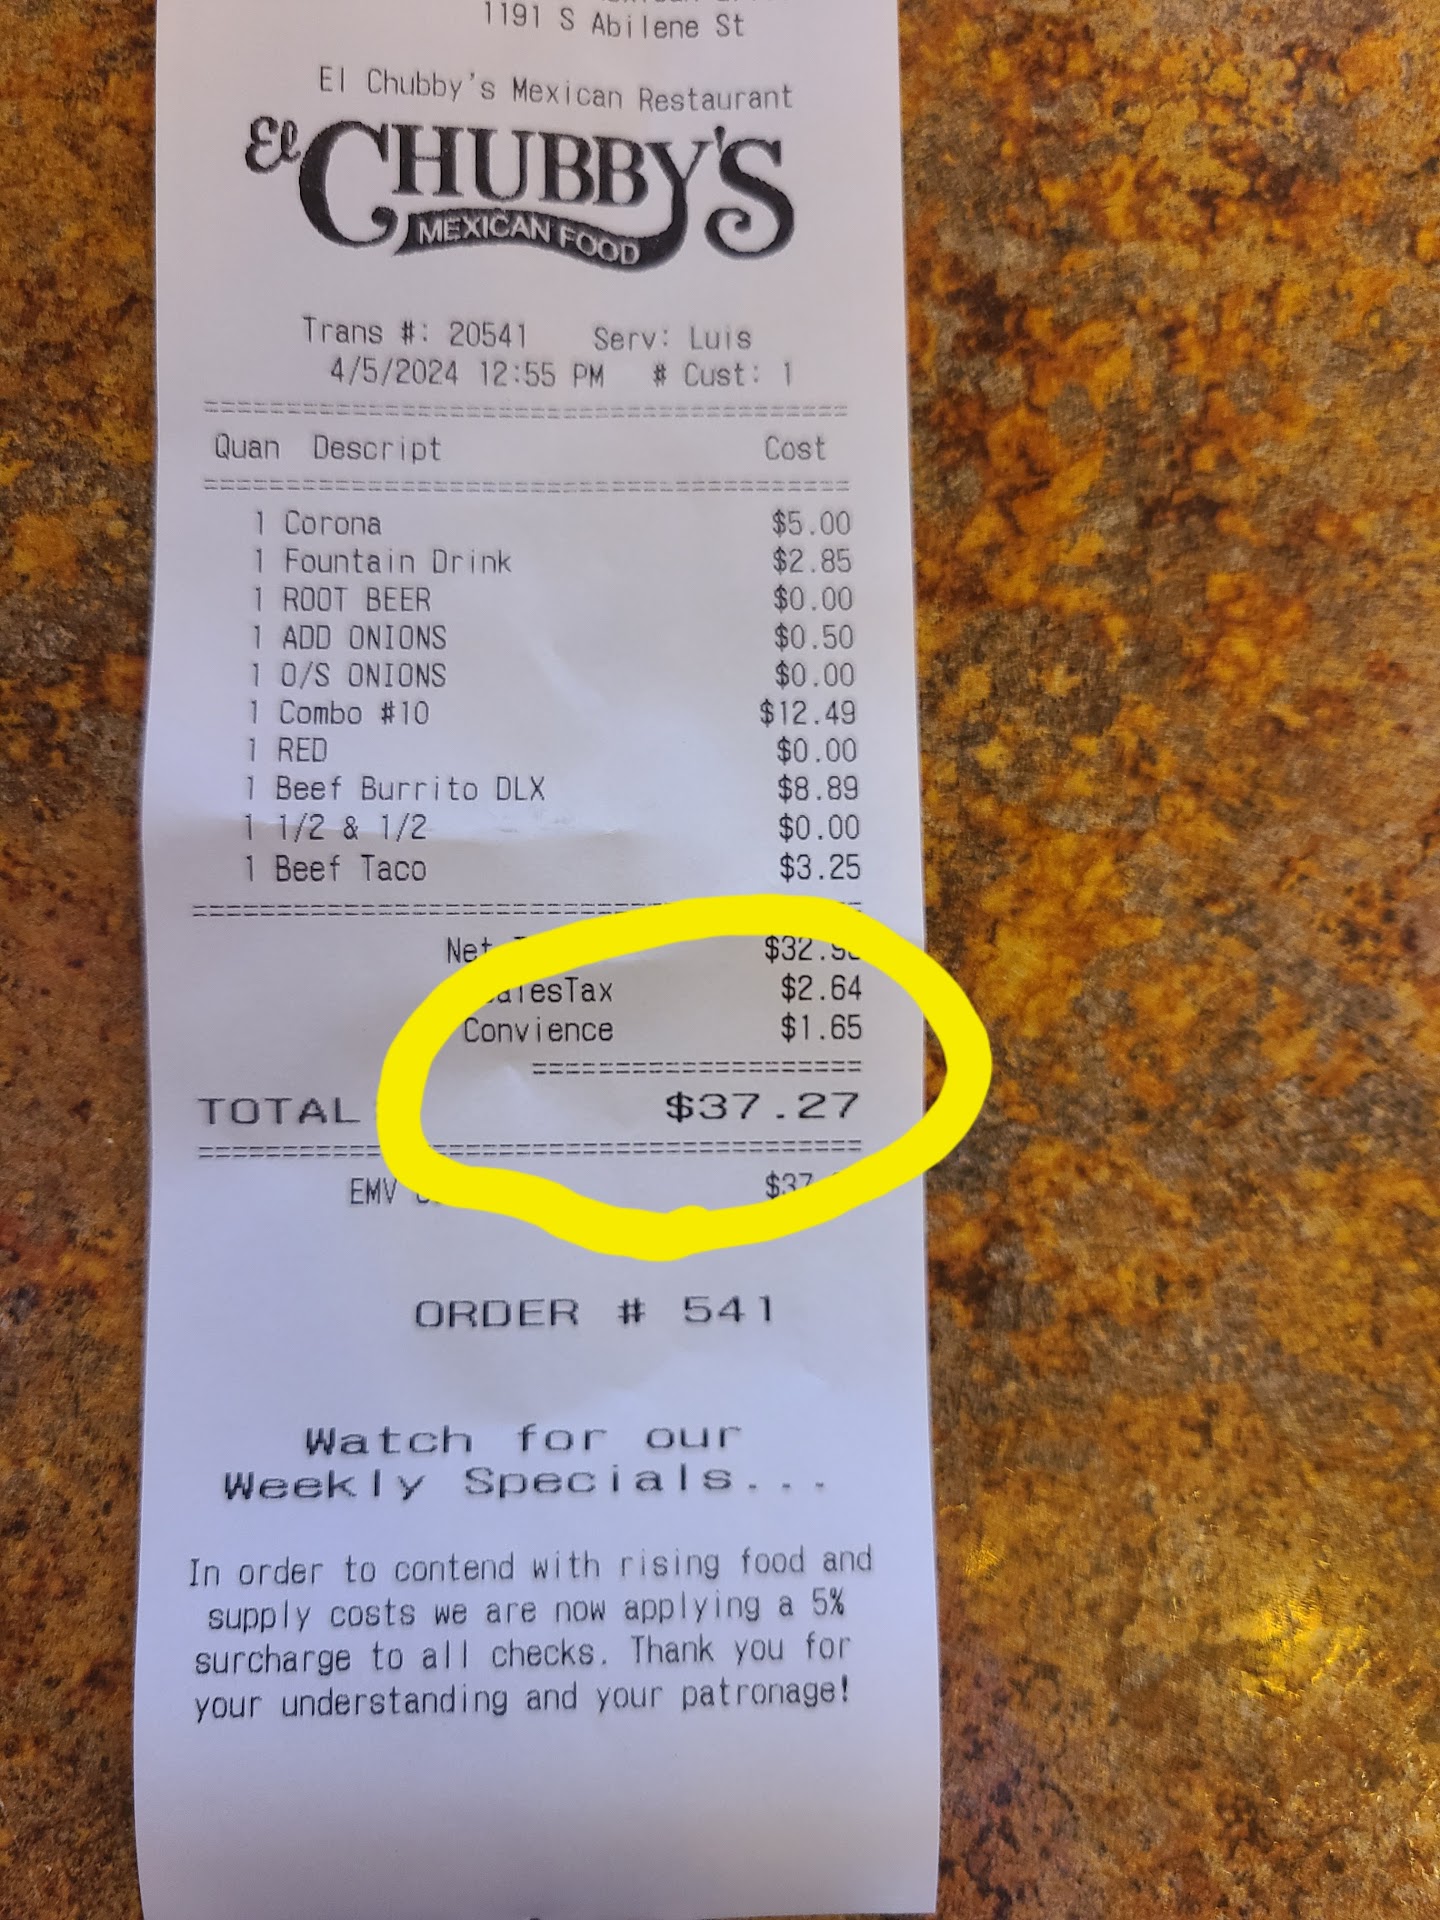 1191 S Abilene St
El Chubby's Mexican Restaurant
El CHUBBY'S
MEXICAN FOOD
Trans #: 20541 Serv: Luis
4/5/2024 12:55 PM # Cust: 1
Quan Descript Cost
1 Corona $5.00
1 Fountain Drink $2.85
1 ROOT BEER $0.00
1 ADD ONIONS $0.50
1 O/S ONIONS $0.00
1 Combo #10 $12.49
1 RED $0.00
1 Beef Burrito DLX $8.89
1 1/2 & 1/2 $0.00
1 Beef Taco $3.25
Net
SalesTax $2.64
Convience $1.65
TOTAL $37.27
EMV
ORDER # 541
Watch for our
Weekly Specials...
In order to contend with rising food and
supply costs we are now applying a 5%
surcharge to all checks. Thank you for
your understanding and your patronage!